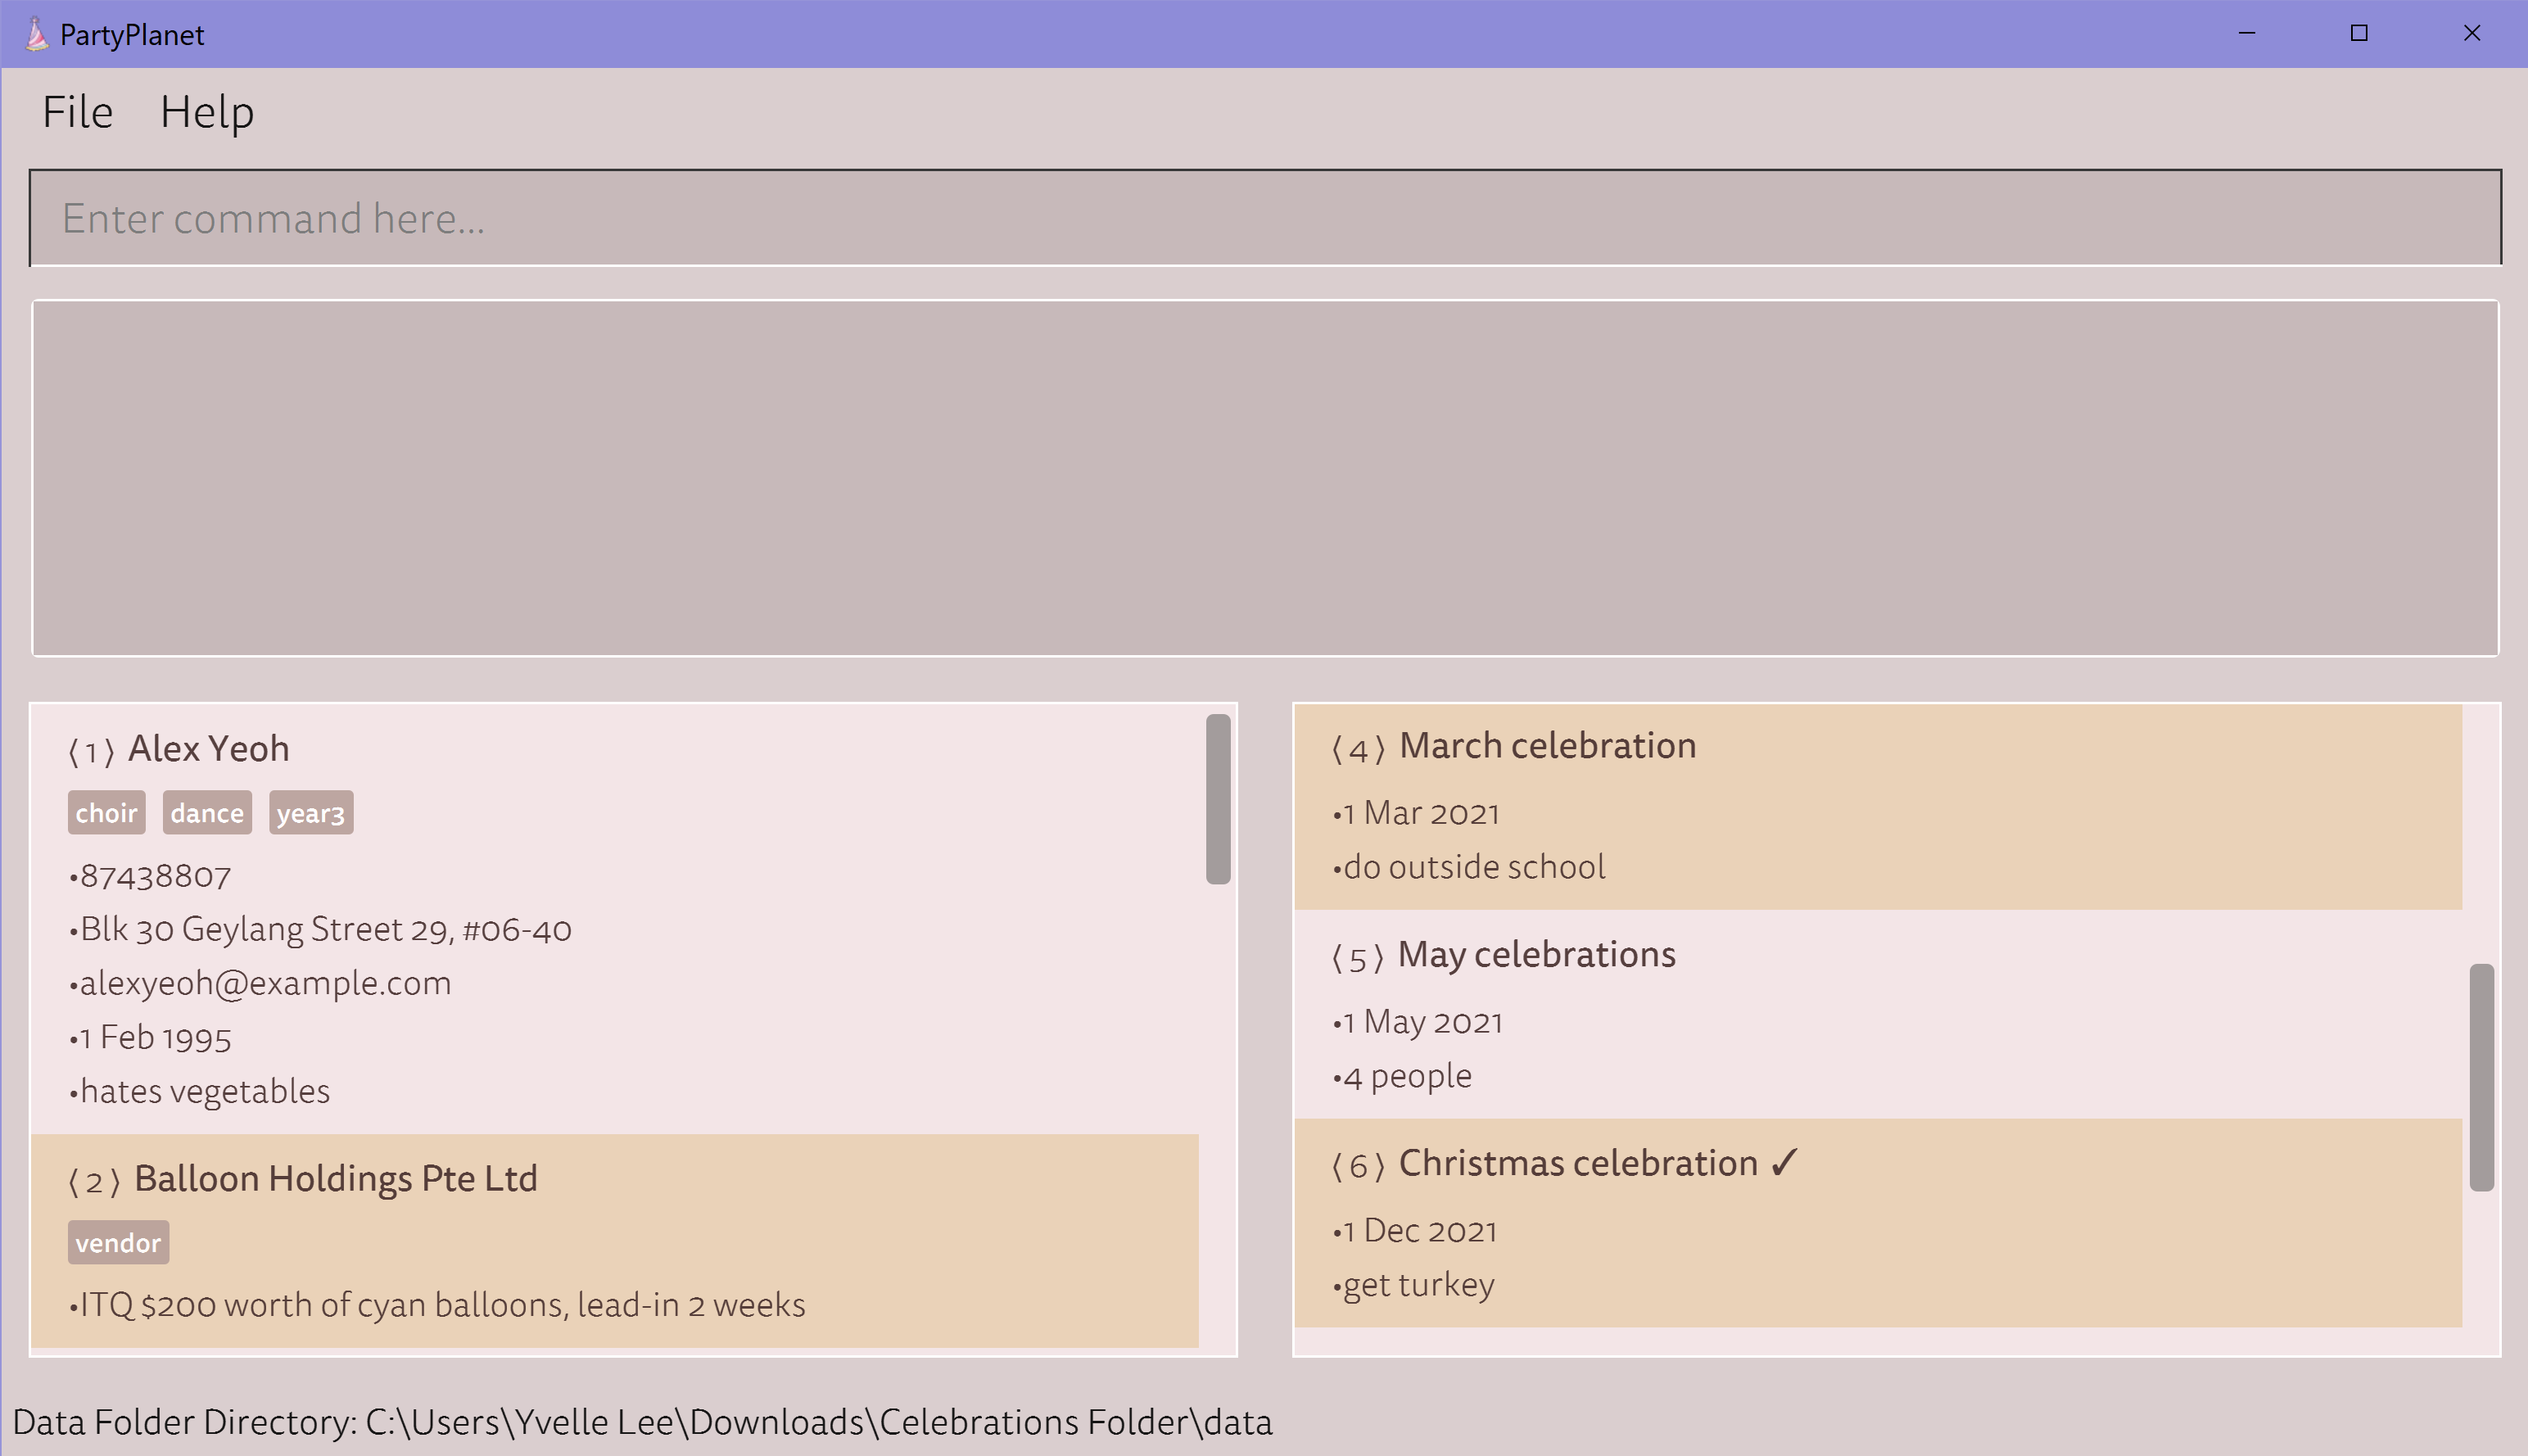 PartyPlanet
File Help
Enter command here...
⟨1⟩ Alex Yeoh
choir dance year3
•87438807
•Blk 30 Geylang Street 29, #06-40
•alexyeoh@example.com
•1 Feb 1995
•hates vegetables
⟨2⟩ Balloon Holdings Pte Ltd
vendor
•ITQ $200 worth of cyan balloons, lead-in 2 weeks
⟨4⟩ March celebration
•1 Mar 2021
•do outside school
⟨5⟩ May celebrations
•1 May 2021
•4 people
⟨6⟩ Christmas celebration ✓
•1 Dec 2021
•get turkey
Data Folder Directory: C:\Users\Yvelle Lee\Downloads\Celebrations Folder\data